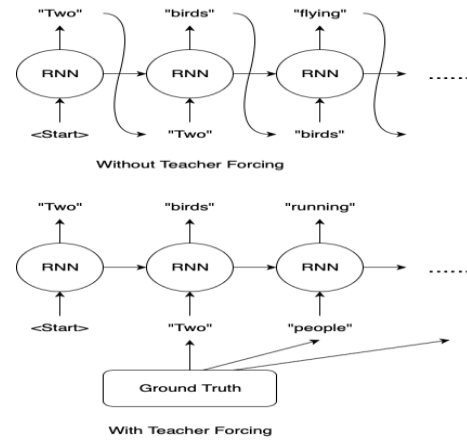 "Two" "birds" "flying"
RNN RNN RNN
<Start> "Two" "birds"
Without Teacher Forcing
"Two" "birds" "running"
RNN RNN RNN
<Start> "Two" "people"
Ground Truth
With Teacher Forcing